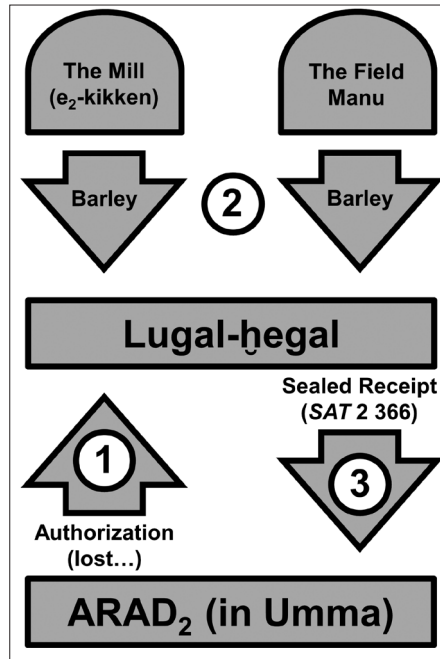 The Mill
(e₂-kikken)
The Field
Manu
Barley
2
Barley
Lugal-ḫegal
Sealed Receipt
(SAT 2 366)
1
3
Authorization
(lost…)
ARAD₂ (in Umma)